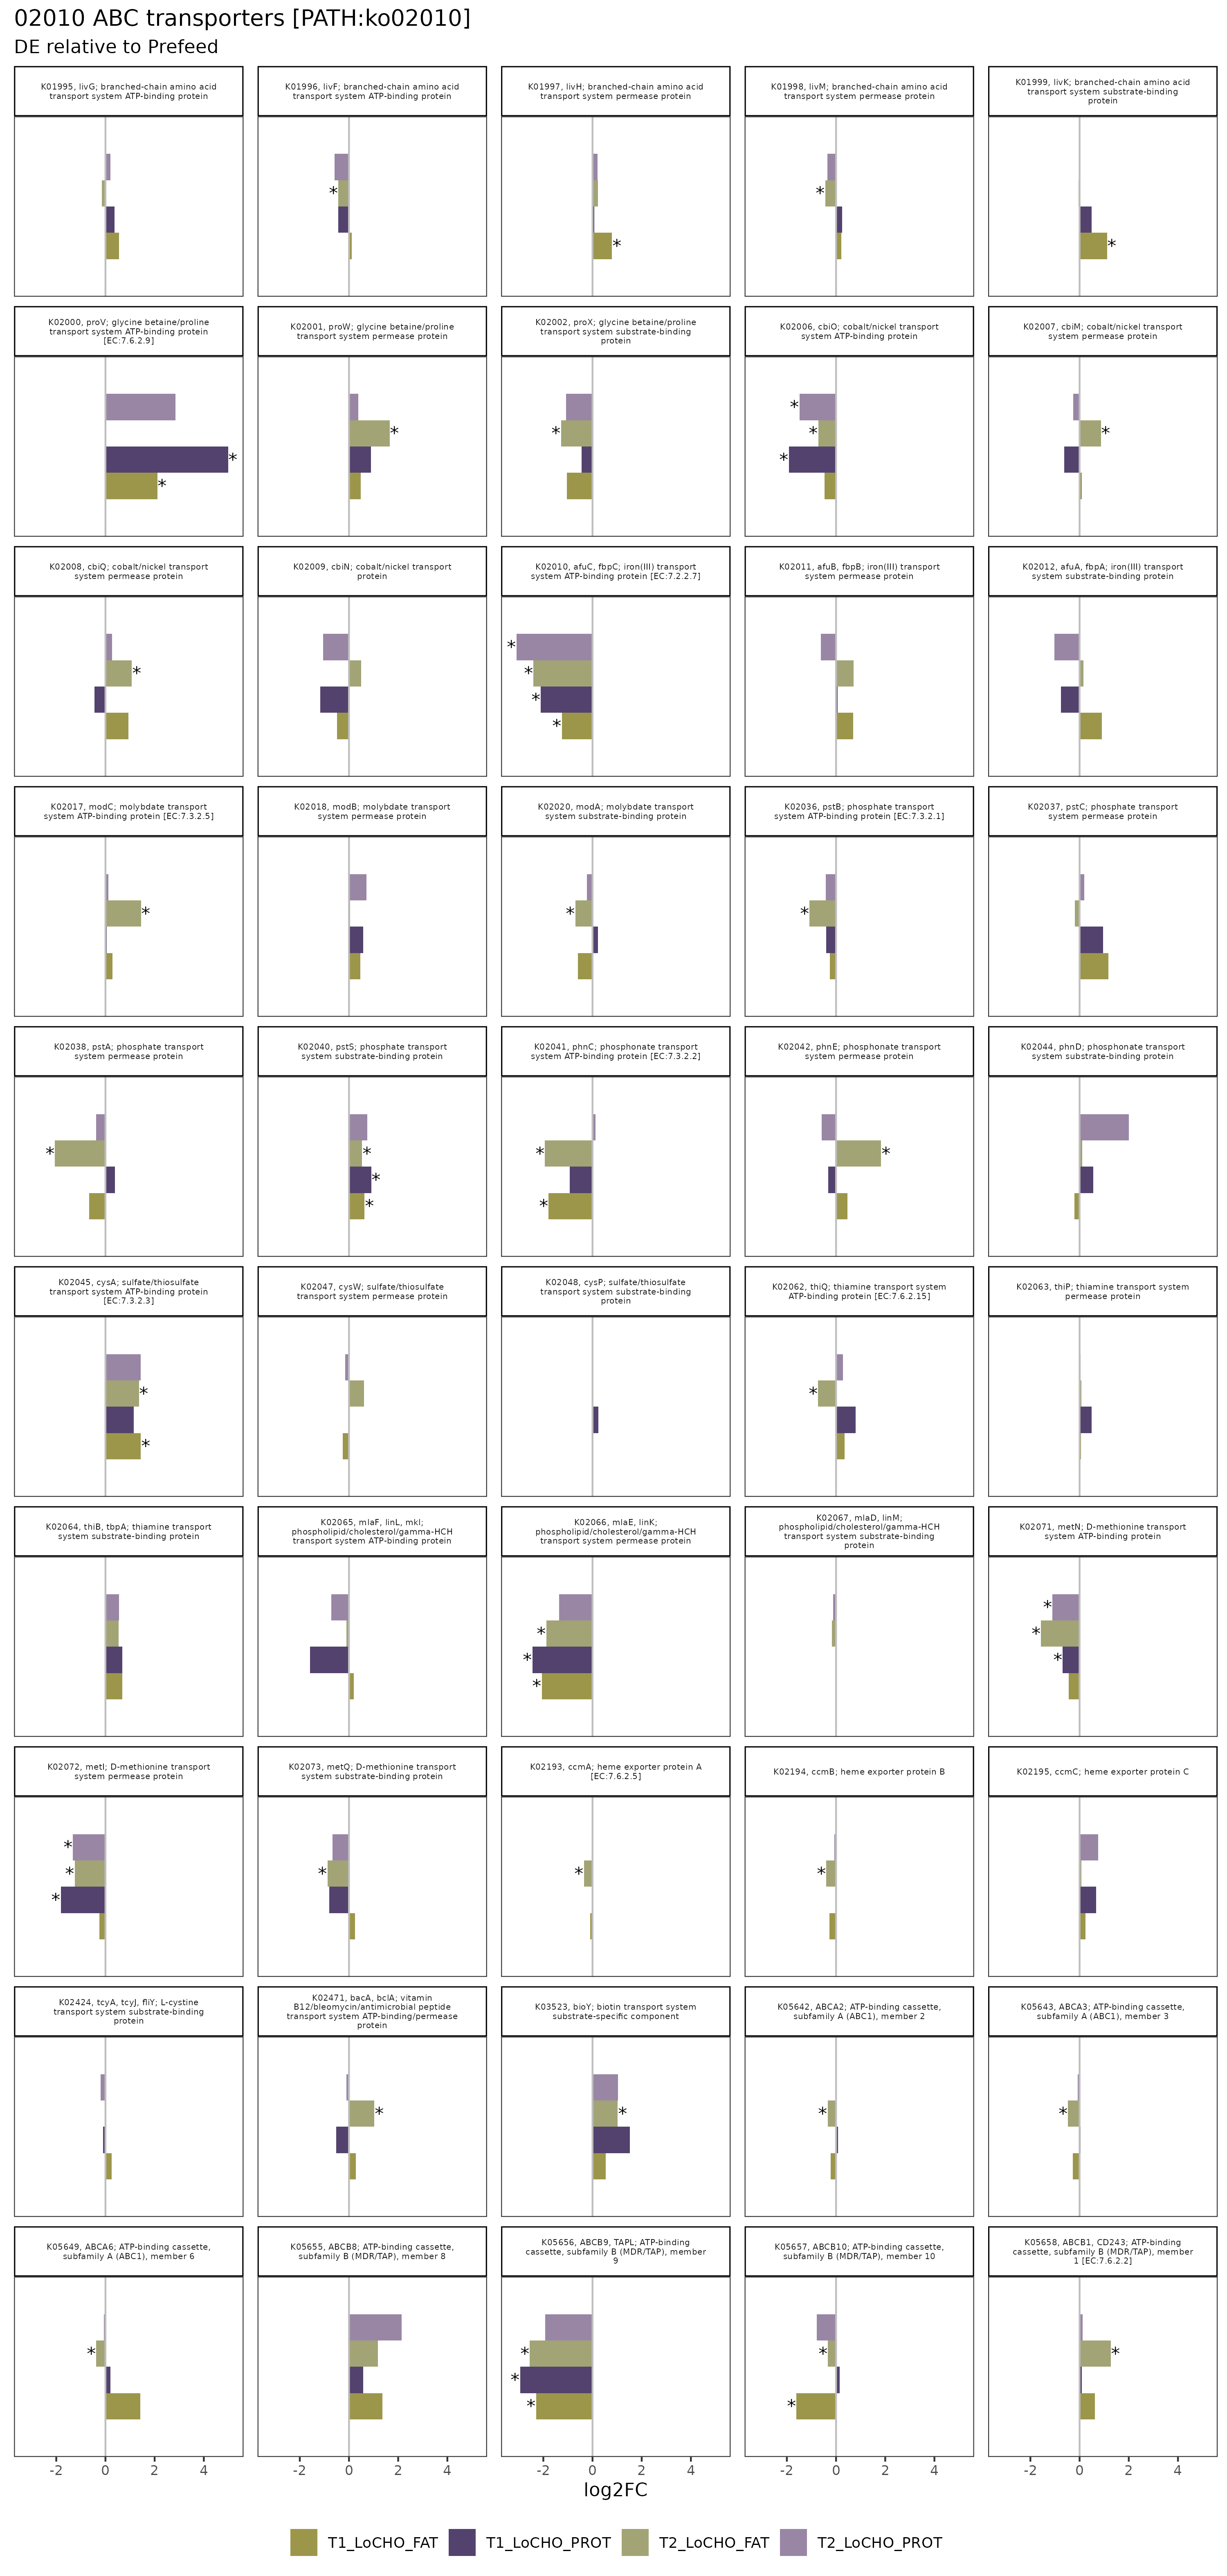 02010 ABC transporters [PATH:ko02010]
DE relative to Prefeed
K01995, livG; branched-chain amino acid
transport system ATP-binding protein
K01996, livF; branched-chain amino acid
transport system ATP-binding protein
K01997, livH; branched-chain amino acid
transport system permease protein
K01998, livM; branched-chain amino acid
transport system permease protein
K01999, livK; branched-chain amino acid
transport system substrate-binding
protein
*
*
*
*
K02000, proV; glycine betaine/proline
transport system ATP-binding protein
[EC:7.6.2.9]
K02001, proW; glycine betaine/proline
transport system permease protein
K02002, proX; glycine betaine/proline
transport system substrate-binding
protein
K02006, cbiO; cobalt/nickel transport
system ATP-binding protein
K02007, cbiM; cobalt/nickel transport
system permease protein
*
*
*
*
*
*
*
*
K02008, cbiQ; cobalt/nickel transport
system permease protein
K02009, cbiN; cobalt/nickel transport
protein
K02010, afuC, fbpC; iron(III) transport
system ATP-binding protein [EC:7.2.2.7]
K02011, afuB, fbpB; iron(III) transport
system permease protein
K02012, afuA, fbpA; iron(III) transport
system substrate-binding protein
*
*
*
*
*
K02017, modC; molybdate transport
system ATP-binding protein [EC:7.3.2.5]
K02018, modB; molybdate transport
system permease protein
K02020, modA; molybdate transport
system substrate-binding protein
K02036, pstB; phosphate transport
system ATP-binding protein [EC:7.3.2.1]
K02037, pstC; phosphate transport
system permease protein
*
*
*
K02038, pstA; phosphate transport
system permease protein
K02040, pstS; phosphate transport
system substrate-binding protein
K02041, phnC; phosphonate transport
system ATP-binding protein [EC:7.3.2.2]
K02042, phnE; phosphonate transport
system permease protein
K02044, phnD; phosphonate transport
system substrate-binding protein
*
*
*
*
*
*
*
K02045, cysA; sulfate/thiosulfate
transport system ATP-binding protein
[EC:7.3.2.3]
K02047, cysW; sulfate/thiosulfate
transport system permease protein
K02048, cysP; sulfate/thiosulfate
transport system substrate-binding
protein
K02062, thiQ; thiamine transport system
ATP-binding protein [EC:7.6.2.15]
K02063, thiP; thiamine transport system
permease protein
*
*
*
K02064, thiB, tbpA; thiamine transport
system substrate-binding protein
K02065, mlaF, linL, mkl;
phospholipid/cholesterol/gamma-HCH
transport system ATP-binding protein
K02066, mlaE, linK;
phospholipid/cholesterol/gamma-HCH
transport system permease protein
K02067, mlaD, linM;
phospholipid/cholesterol/gamma-HCH
transport system substrate-binding
protein
K02071, metN; D-methionine transport
system ATP-binding protein
*
*
*
*
*
*
K02072, metI; D-methionine transport
system permease protein
K02073, metQ; D-methionine transport
system substrate-binding protein
K02193, ccmA; heme exporter protein A
[EC:7.6.2.5]
K02194, ccmB; heme exporter protein B
K02195, ccmC; heme exporter protein C
*
*
*
*
*
*
K02424, tcyA, tcyJ, fliY; L-cystine
transport system substrate-binding
protein
K02471, bacA, bclA; vitamin
B12/bleomycin/antimicrobial peptide
transport system ATP-binding/permease
protein
K03523, bioY; biotin transport system
substrate-specific component
K05642, ABCA2; ATP-binding cassette,
subfamily A (ABC1), member 2
K05643, ABCA3; ATP-binding cassette,
subfamily A (ABC1), member 3
*
*
*
*
K05649, ABCA6; ATP-binding cassette,
subfamily A (ABC1), member 6
K05655, ABCB8; ATP-binding cassette,
subfamily B (MDR/TAP), member 8
K05656, ABCB9, TAPL; ATP-binding
cassette, subfamily B (MDR/TAP), member
9
K05657, ABCB10; ATP-binding cassette,
subfamily B (MDR/TAP), member 10
K05658, ABCB1, CD243; ATP-binding
cassette, subfamily B (MDR/TAP), member
1 [EC:7.6.2.2]
*
*
*
*
*
*
*
-2 0 2 4 -2 0 2 4 -2 0 2 4 -2 0 2 4 -2 0 2 4
log2FC
T1_LoCHO_FAT T1_LoCHO_PROT T2_LoCHO_FAT T2_LoCHO_PROT